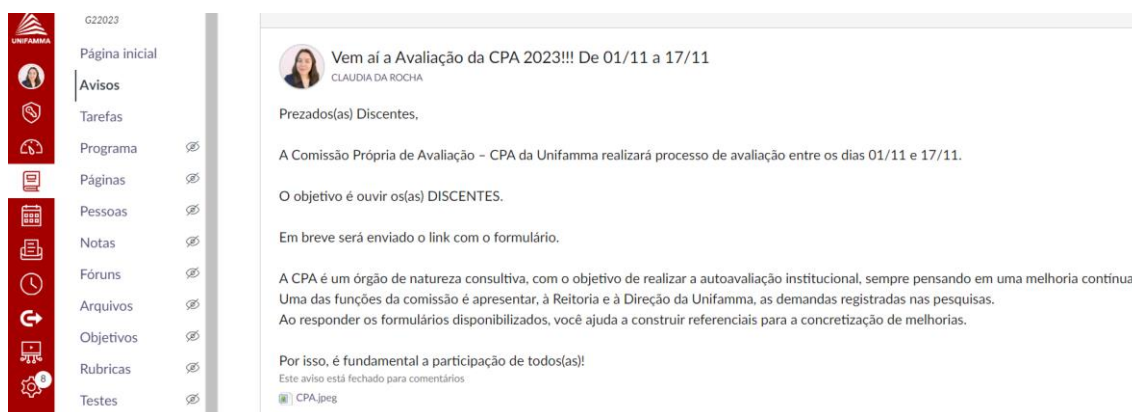 UNIFAMMA
G22023
Página inicial
Avisos
Tarefas
Programa
Páginas
Pessoas
Notas
Fóruns
Arquivos
Objetivos
Rubricas
Testes
8
Vem aí a Avaliação da CPA 2023!!! De 01/11 a 17/11
CLAUDIA DA ROCHA
Prezados(as) Discentes,
A Comissão Própria de Avaliação – CPA da Unifamma realizará processo de avaliação entre os dias 01/11 e 17/11.
O objetivo é ouvir os(as) DISCENTES.
Em breve será enviado o link com o formulário.
A CPA é um órgão de natureza consultiva, com o objetivo de realizar a autoavaliação institucional, sempre pensando em uma melhoria contínua
Uma das funções da comissão é apresentar, à Reitoria e à Direção da Unifamma, as demandas registradas nas pesquisas.
Ao responder os formulários disponibilizados, você ajuda a construir referenciais para a concretização de melhorias.
Por isso, é fundamental a participação de todos(as)!
Este aviso está fechado para comentários
CPA.jpeg